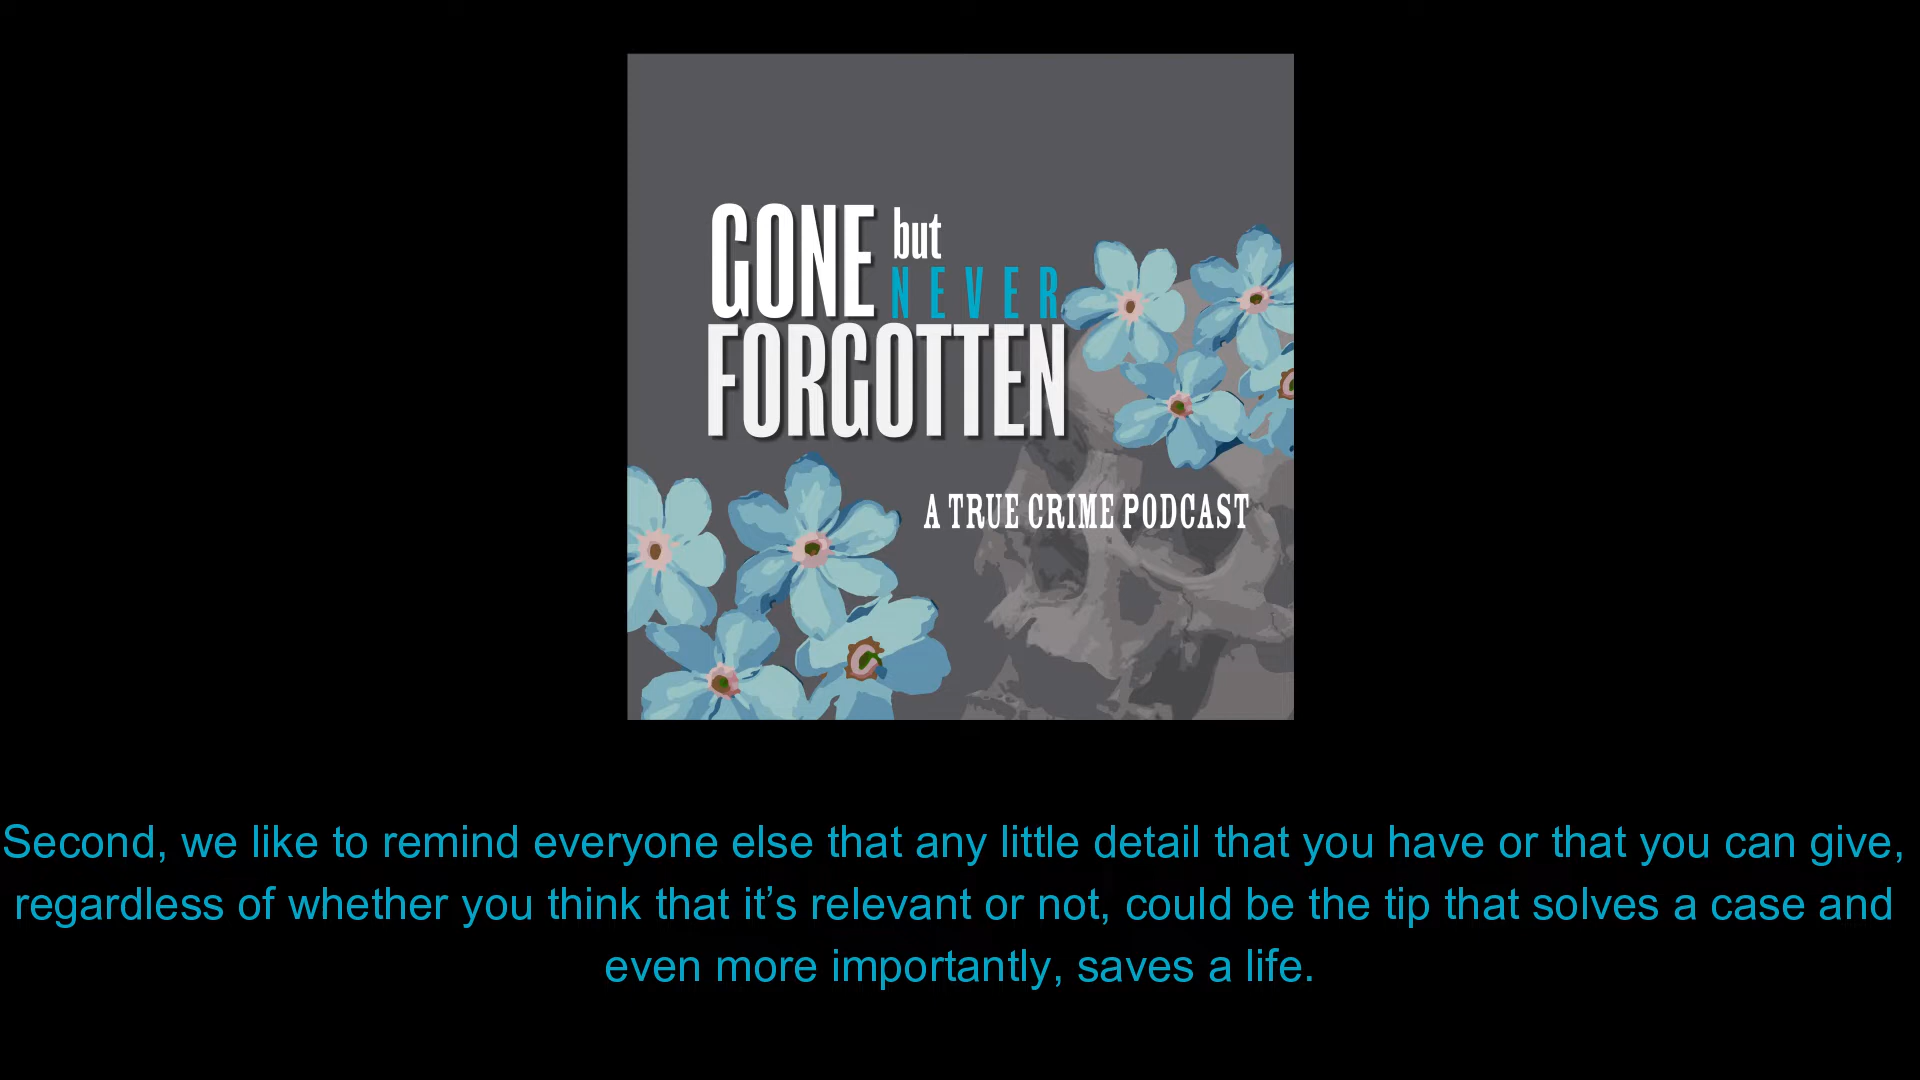 GONE but
NEVER
FORGOTTEN
A TRUE CRIME PODCAST
Second, we like to remind everyone else that any little detail that you have or that you can give,
regardless of whether you think that it’s relevant or not, could be the tip that solves a case and
even more importantly, saves a life.